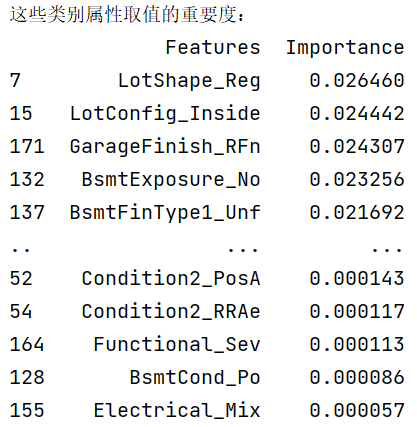 这些类别属性取值的重要度：
Features Importance
7 LotShape_Reg 0.026460
15 LotConfig_Inside 0.024442
171 GarageFinish_RFn 0.024307
132 BsmtExposure_No 0.023256
137 BsmtFinType1_Unf 0.021692
.. ... ...
52 Condition2_PosA 0.000143
54 Condition2_RRAe 0.000117
164 Functional_Sev 0.000113
128 BsmtCond_Po 0.000086
155 Electrical_Mix 0.000057